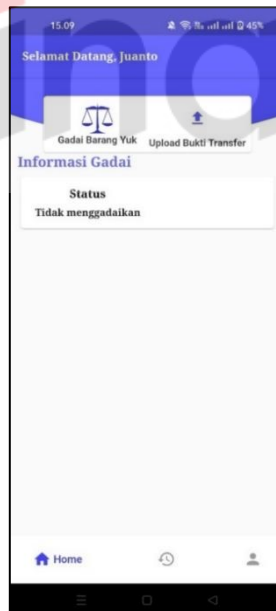 15.09
45%
Selamat Datang, Juanto
Gadai Barang Yuk
Upload Bukti Transfer
Informasi Gadai
Status
Tidak menggadaikan
Home